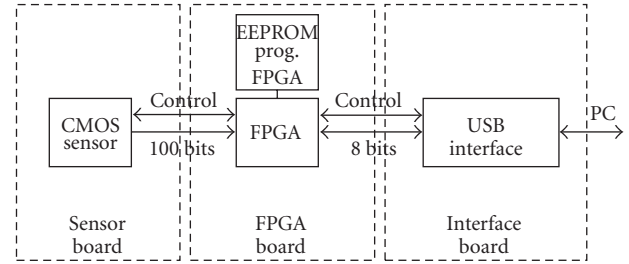 EEPROM
prog.
FPGA
Control
Control
CMOS
sensor
FPGA
USB
interface
PC
100 bits
8 bits
Sensor
board
FPGA
board
Interface
board